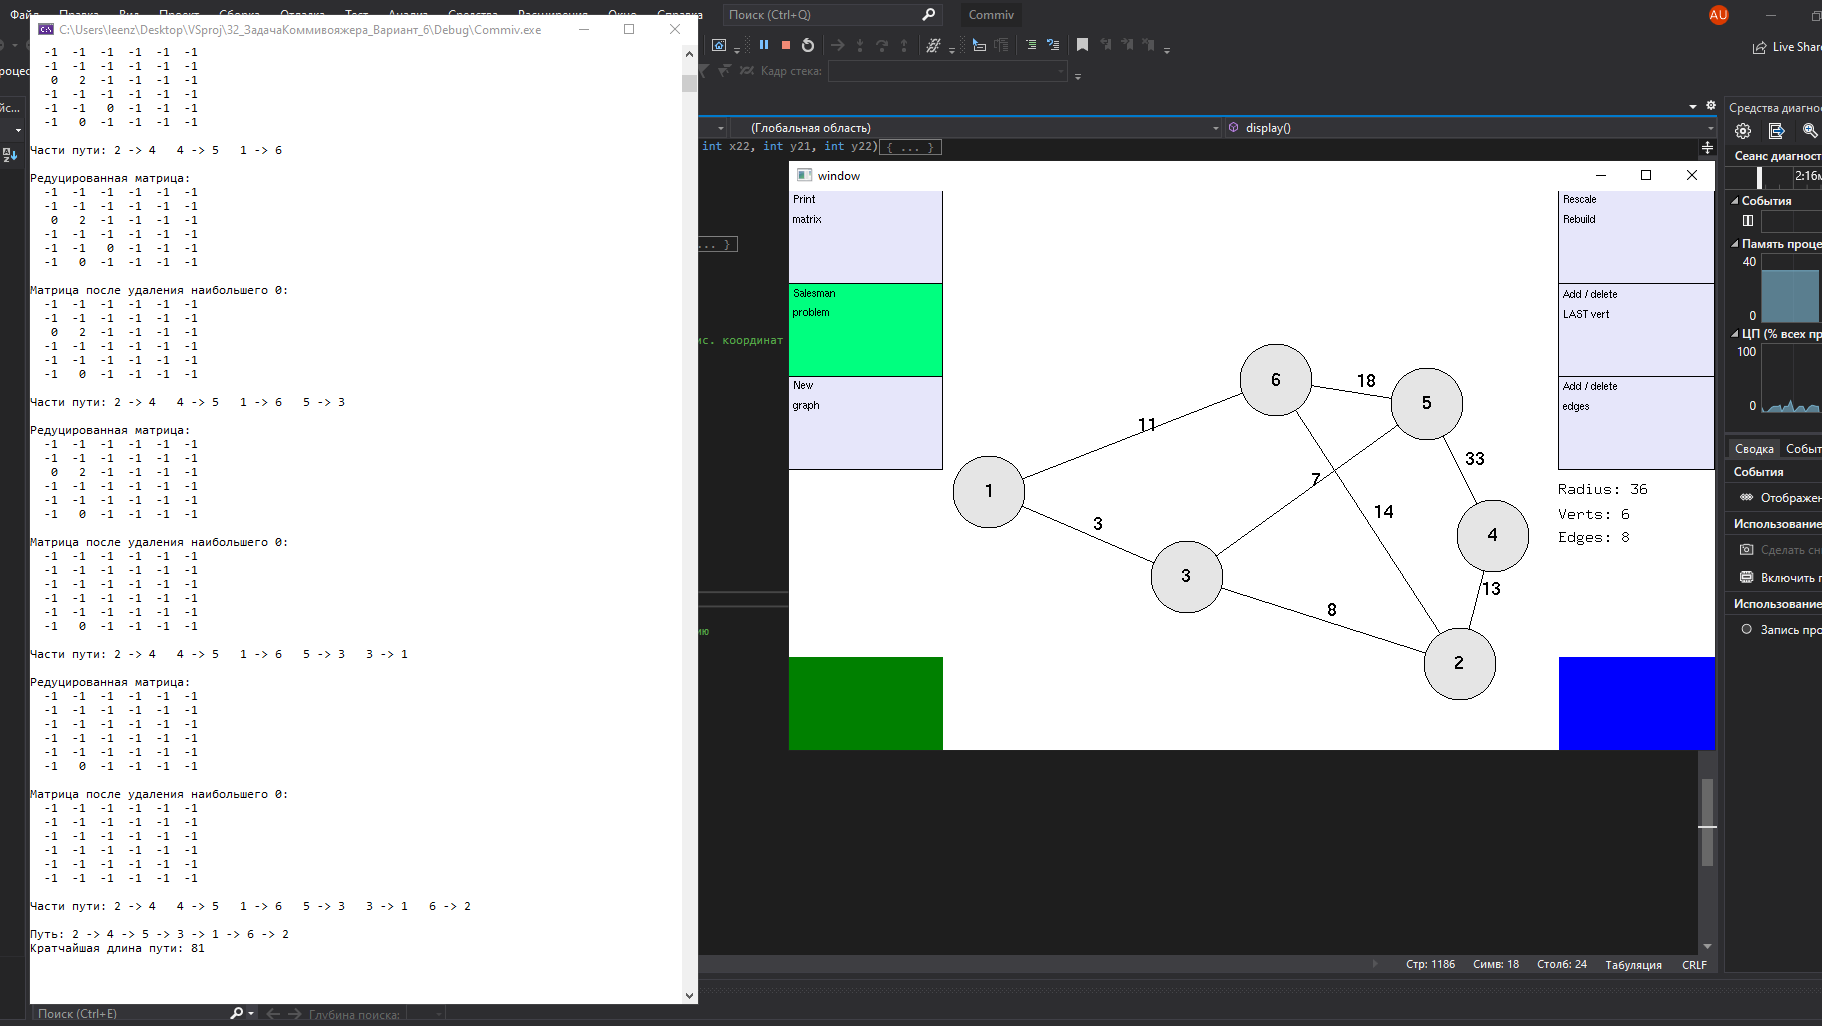 Файл Правка Вид Проект Сборка Отладка Тест Анализ Средства Расширения Окно Справка
Поиск (Ctrl+Q)
Commiv
AU
C:\Users\leenz\Desktop\VSproj\32_ЗадачаКоммивояжера_Вариант_6\Debug\Commiv.exe
-1 -1 -1 -1 -1 -1
-1 -1 -1 -1 -1 -1
0 2 -1 -1 -1 -1
-1 -1 -1 -1 -1 -1
-1 -1 0 -1 -1 -1
-1 0 -1 -1 -1 -1
Части пути: 2 -> 4 4 -> 5 1 -> 6
Редуцированная матрица:
-1 -1 -1 -1 -1 -1
-1 -1 -1 -1 -1 -1
0 2 -1 -1 -1 -1
-1 -1 -1 -1 -1 -1
-1 -1 0 -1 -1 -1
-1 0 -1 -1 -1 -1
Матрица после удаления наибольшего 0:
-1 -1 -1 -1 -1 -1
-1 -1 -1 -1 -1 -1
0 2 -1 -1 -1 -1
-1 -1 -1 -1 -1 -1
-1 -1 -1 -1 -1 -1
-1 0 -1 -1 -1 -1
Части пути: 2 -> 4 4 -> 5 1 -> 6 5 -> 3
Редуцированная матрица:
-1 -1 -1 -1 -1 -1
-1 -1 -1 -1 -1 -1
0 2 -1 -1 -1 -1
-1 -1 -1 -1 -1 -1
-1 -1 -1 -1 -1 -1
-1 0 -1 -1 -1 -1
Матрица после удаления наибольшего 0:
-1 -1 -1 -1 -1 -1
-1 -1 -1 -1 -1 -1
-1 -1 -1 -1 -1 -1
-1 -1 -1 -1 -1 -1
-1 -1 -1 -1 -1 -1
-1 0 -1 -1 -1 -1
Части пути: 2 -> 4 4 -> 5 1 -> 6 5 -> 3 3 -> 1
Редуцированная матрица:
-1 -1 -1 -1 -1 -1
-1 -1 -1 -1 -1 -1
-1 -1 -1 -1 -1 -1
-1 -1 -1 -1 -1 -1
-1 -1 -1 -1 -1 -1
-1 0 -1 -1 -1 -1
Матрица после удаления наибольшего 0:
-1 -1 -1 -1 -1 -1
-1 -1 -1 -1 -1 -1
-1 -1 -1 -1 -1 -1
-1 -1 -1 -1 -1 -1
-1 -1 -1 -1 -1 -1
-1 -1 -1 -1 -1 -1
Части пути: 2 -> 4 4 -> 5 1 -> 6 5 -> 3 3 -> 1 6 -> 2
Путь: 2 -> 4 -> 5 -> 3 -> 1 -> 6 -> 2
Кратчайшая длина пути: 81
Поиск (Ctrl+E)
Глубина поиска:
Live Share
Кадр стека:
(Глобальная область)
display()
int x22, int y21, int y22){ ... }
... }
ис. координат
ию
window
Print
matrix
Salesman
problem
New
graph
Rescale
Rebuild
Add / delete
LAST vert
Add / delete
edges
Radius: 36
Verts: 6
Edges: 8
6
18
5
11
33
7
1
14
3
4
3
13
8
2
Стр: 1186 Симв: 18 Столб: 24 Табуляция CRLF
Средства диагнос
Сеанс диагност
2:16м
События
Память проце
40
0
ЦП (% всех пр
100
0
Сводка Событ
События
Отображен
Использование
Сделать сни
Включить п
Использование
Запись про